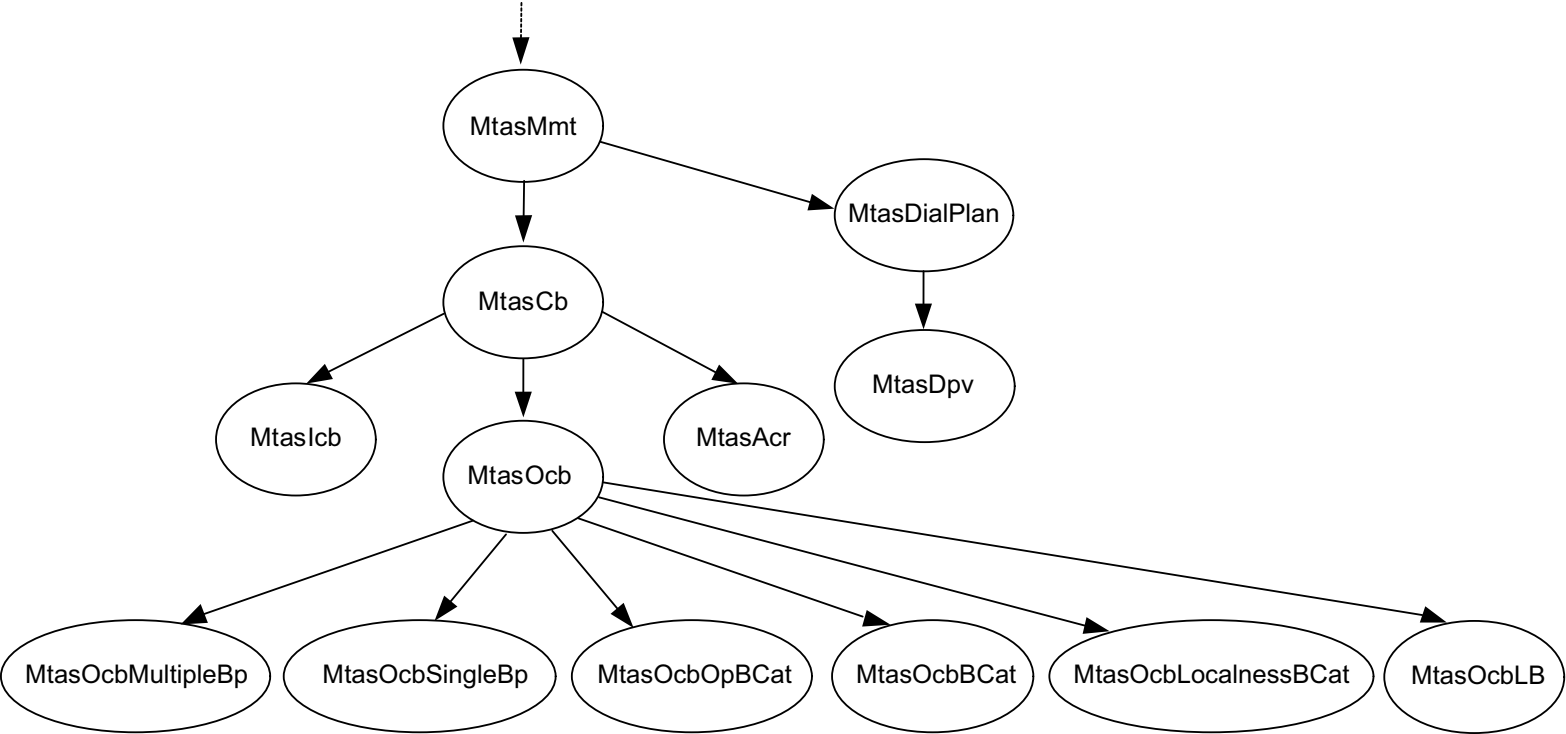 MtasMmt
MtasDialPlan
MtasCb
MtasDpv
MtasIcb
MtasAcr
MtasOcb
MtasOcbMultipleBp
MtasOcbSingleBp
MtasOcbOpBCat
MtasOcbBCat
MtasOcbLocalnessBCat
MtasOcbLB